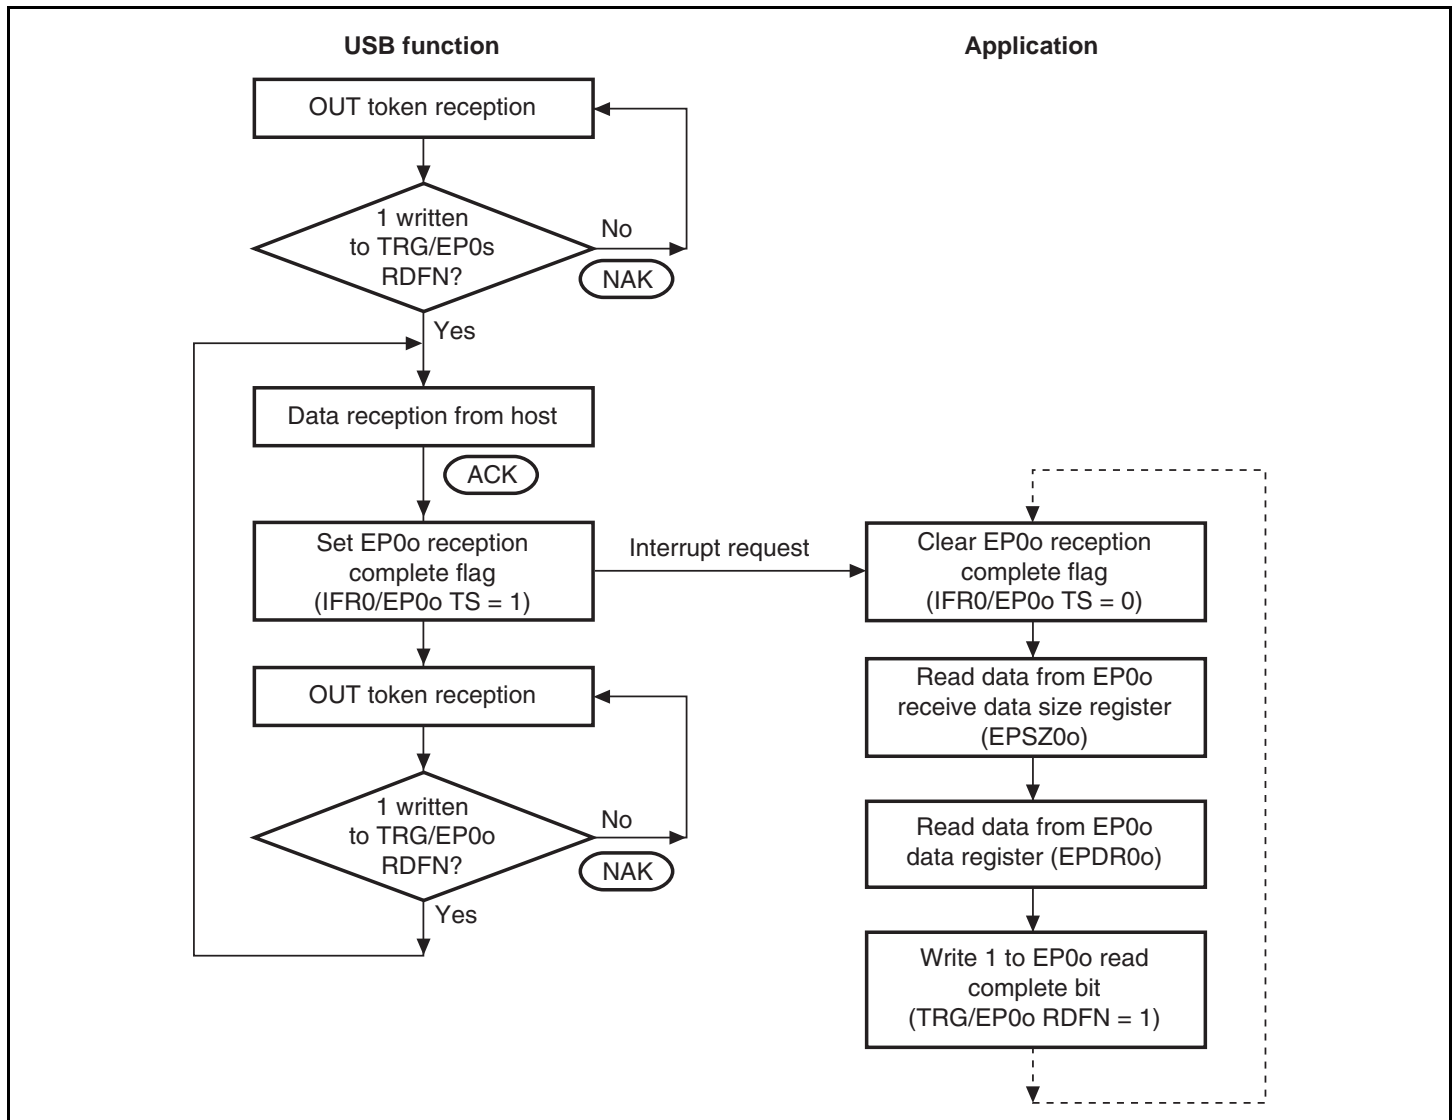 USB function
Application
OUT token reception
1 written
to TRG/EP0s
RDFN?
No
NAK
Yes
Data reception from host
ACK
Set EP0o reception
complete flag
(IFR0/EP0o TS = 1)
Interrupt request
Clear EP0o reception
complete flag
(IFR0/EP0o TS = 0)
OUT token reception
Read data from EP0o
receive data size register
(EPSZ0o)
1 written
to TRG/EP0o
RDFN?
No
NAK
Yes
Read data from EP0o
data register (EPDR0o)
Write 1 to EP0o read
complete bit
(TRG/EP0o RDFN = 1)